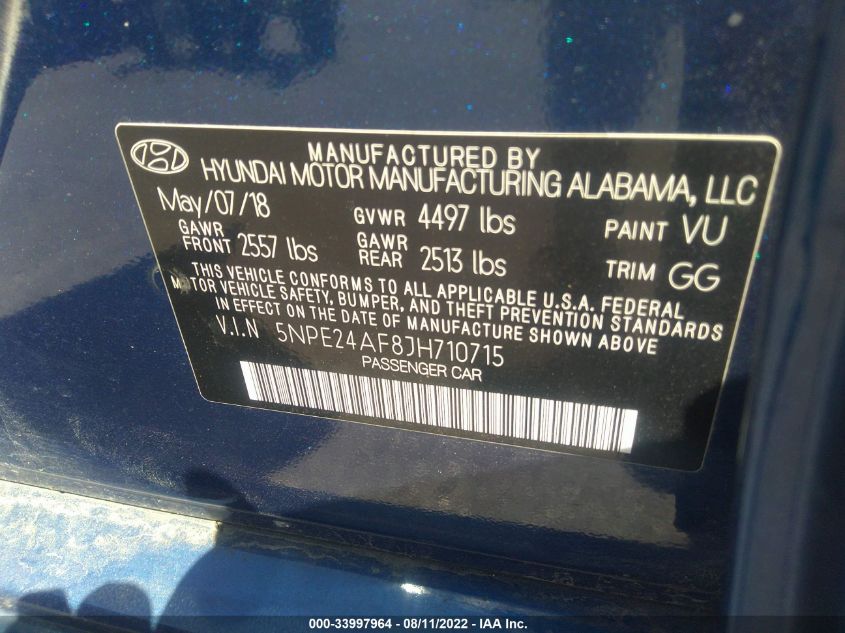 MANUFACTURED BY
HYUNDAI MOTOR MANUFACTURING ALABAMA, LLC
May/07/18 GVWR 4497 lbs PAINT VU
GAWR FRONT 2557 lbs GAWR REAR 2513 lbs TRIM GG
THIS VEHICLE CONFORMS TO ALL APPLICABLE U.S.A. FEDERAL
MOTOR VEHICLE SAFETY, BUMPER, AND THEFT PREVENTION STANDARDS
IN EFFECT ON THE DATE OF MANUFACTURE SHOWN ABOVE
V.I.N 5NPE24AF8JH710715
PASSENGER CAR
000-33997964 - 08/11/2022 - IAA Inc.